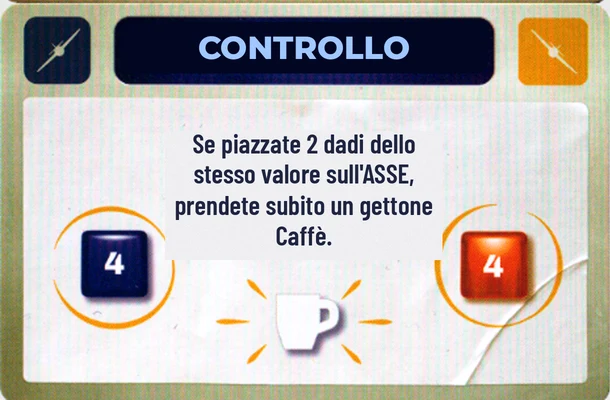 CONTROLLO
Se piazzate 2 dadi dello
stesso valore sull'ASSE,
prendete subito un gettone
Caffè.
4
4